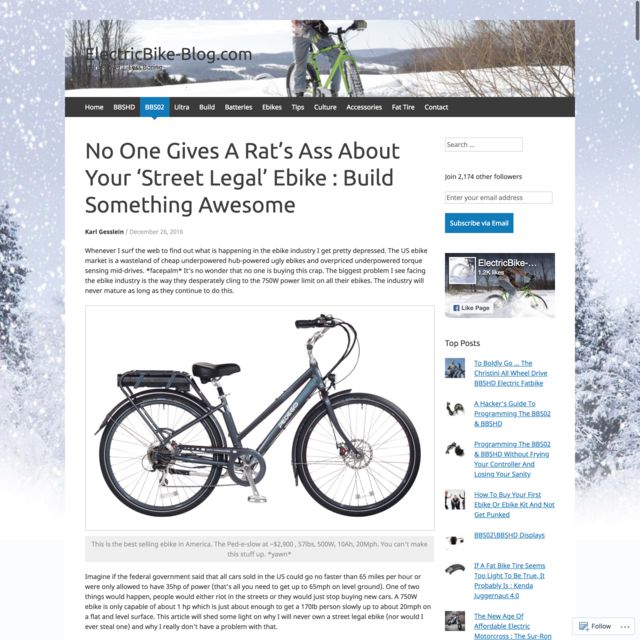 ElectricBike-Blog.com
Home BBSHD BBS02 Ultra Build Batteries Ebikes Tips Culture Accessories Fat Tire Contact
No One Gives A Rat's Ass About
Your 'Street Legal' Ebike : Build
Something Awesome
Karl Gesslein / December 26, 2016
Whenever I surf the web to find out what is happening in the ebike industry I get pretty depressed. The US ebike
market is a wasteland of cheap underpowered hub-powered ugly ebikes and overpriced underpowered torque
sensing mid-drives. *facepalm* It's no wonder that no one is buying this crap. The biggest problem I see facing
the ebike industry is the way they desperately cling to the 750W power limit on all their ebikes. The industry will
never mature as long as they continue to do this.
PEDEGO
This is the best selling ebike in America. The Ped-e-slow at ~$2,900 , 57lbs, 500W, 10Ah, 20Mph. You can't make
this stuff up. *yawn*
Imagine if the federal government said that all cars sold in the US could go no faster than 65 miles per hour or
were only allowed to have 35hp of power (that's all you need to get up to 65mph on level ground). One of two
things would happen, people would either riot in the streets or they would just stop buying new cars. A 750W
ebike is only capable of about 1 hp which is just about enough to get a 170lb person slowly up to about 20mph on
a flat and level surface. This article will shed some light on why I will never own a street legal ebike (nor would I
ever steal one) and why I really don't have a problem with that.
Search ...
Join 2,174 other followers
Enter your email address
Subscribe via Email
ElectricBike-...
1.2K likes
Like Page
Top Posts
To Boldly Go ... The
Christini All Wheel Drive
BBSHD Electric Fatbike
A Hacker's Guide To
Programming The BBS02
& BBSHD
Programming The BBS02
& BBSHD Without Frying
Your Controller And
Losing Your Sanity
How To Buy Your First
Ebike Or Ebike Kit And Not
Get Punked
BBS02\BBSHD Displays
If A Fat Bike Tire Seems
Too Light To Be True, It
Probably Is : Kenda
Juggernaut 4.0
The New Age Of
Affordable Electric
Motorcross : The Sur-Ron
Follow